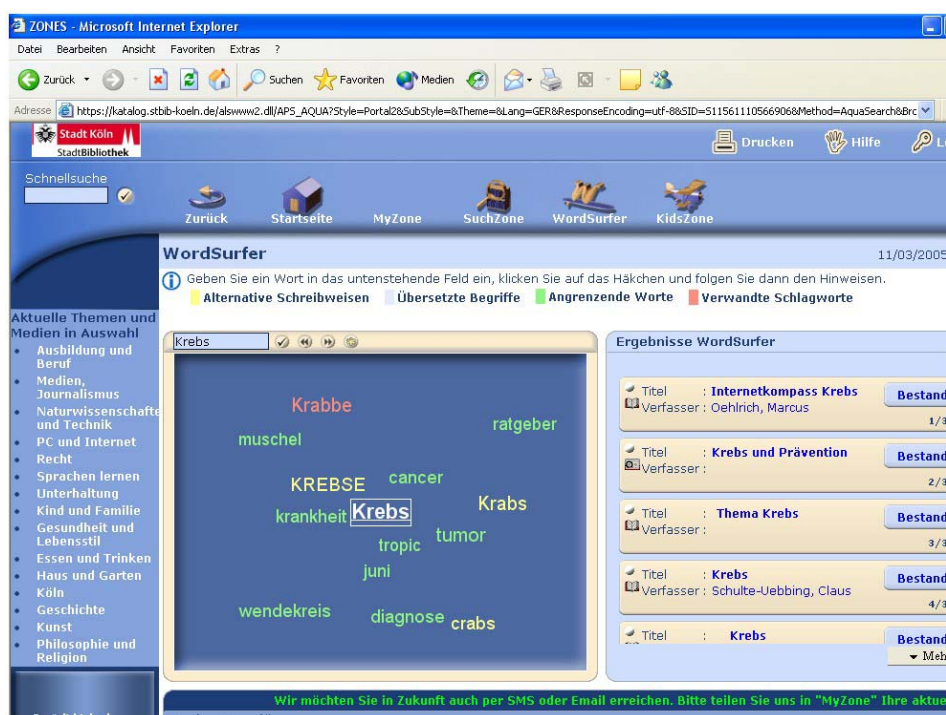 ZONES - Microsoft Internet Explorer
Datei Bearbeiten Ansicht Favoriten Extras ?
Zurück Suchen Favoriten Medien
Adresse https://katalog.stbib-koeln.de/alswww2.dll/APS_AQUA?Style=Portal2&SubStyle=&Theme=&Lang=GER&ResponseEncoding=utf-8&SID=S11561110566906&Method=AquaSearch&Brc
Stadt Köln
StadtBibliothek
Drucken Hilfe
Schnellsuche
Zurück Startseite MyZone SuchZone WordSurfer KidsZone
WordSurfer 11/03/2005
Geben Sie ein Wort in das untenstehende Feld ein, klicken Sie auf das Häkchen und folgen Sie dann den Hinweisen.
Alternative Schreibweisen Übersetzte Begriffe Angrenzende Worte Verwandte Schlagworte
Aktuelle Themen und
Medien in Auswahl
Ausbildung und
Beruf
Medien,
Journalismus
Naturwissenschafte
und Technik
PC und Internet
Recht
Sprachen lernen
Unterhaltung
Kind und Familie
Gesundheit und
Lebensstil
Essen und Trinken
Haus und Garten
Köln
Geschichte
Kunst
Philosophie und
Religion
Krebs
Krabbe
ratgeber
muschel
cancer
KREBSE
Krabs
krankheit Krebs
tumor
tropic
juni
wendekreis
diagnose crabs
Ergebnisse WordSurfer
Titel : Internetkompass Krebs Bestand
Verfasser : Oehlrich, Marcus
1/3
Titel : Krebs und Prävention Bestand
Verfasser :
2/3
Titel : Thema Krebs Bestand
Verfasser :
3/3
Titel : Krebs Bestand
Verfasser : Schulte-Uebbing, Claus
4/3
Titel : Krebs Bestand
Meh
Wir möchten Sie in Zukunft auch per SMS oder Email erreichen. Bitte teilen Sie uns in "MyZone" Ihre aktue